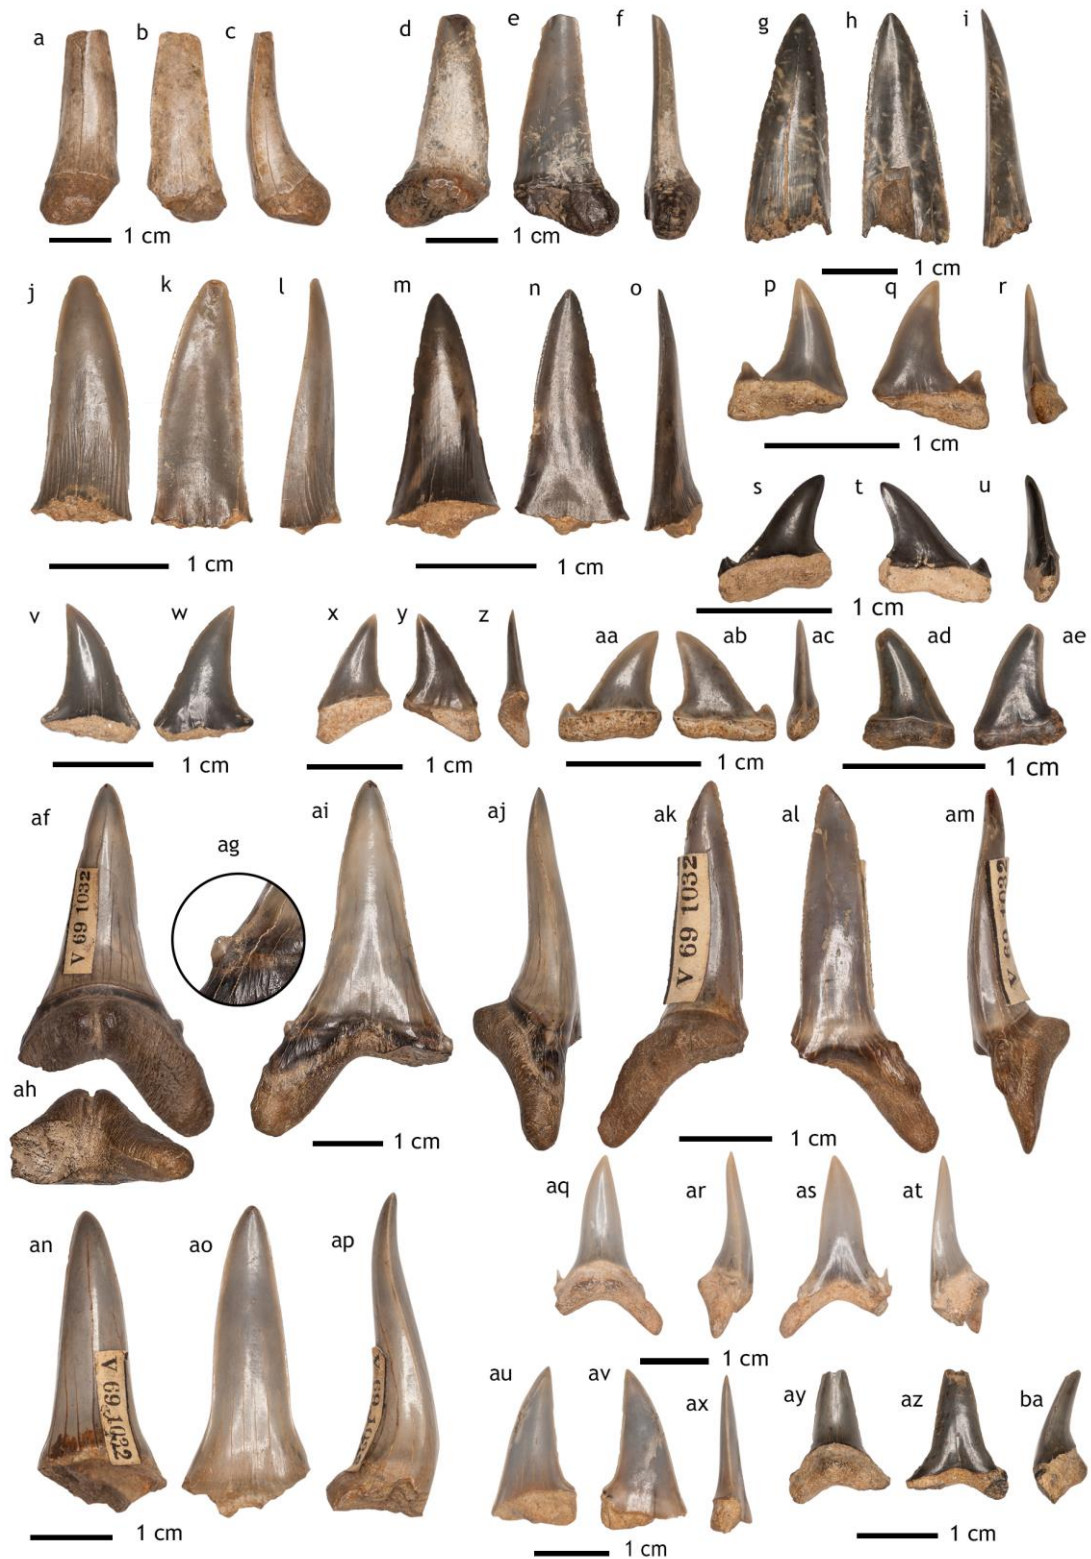 a b c d e f g h i
1 cm 1 cm 1 cm
j k l m n o p q r
1 cm
s t u
1 cm 1 cm 1 cm
v w x y z aa ab ac ad ae
1 cm 1 cm 1 cm 1 cm
af ag ai aj ak al am
V 69 1032
V 69 1032
ah
1 cm 1 cm
an ao ap aq ar as at
1 cm
V 69 1022
au av ax ay az ba
1 cm 1 cm 1 cm